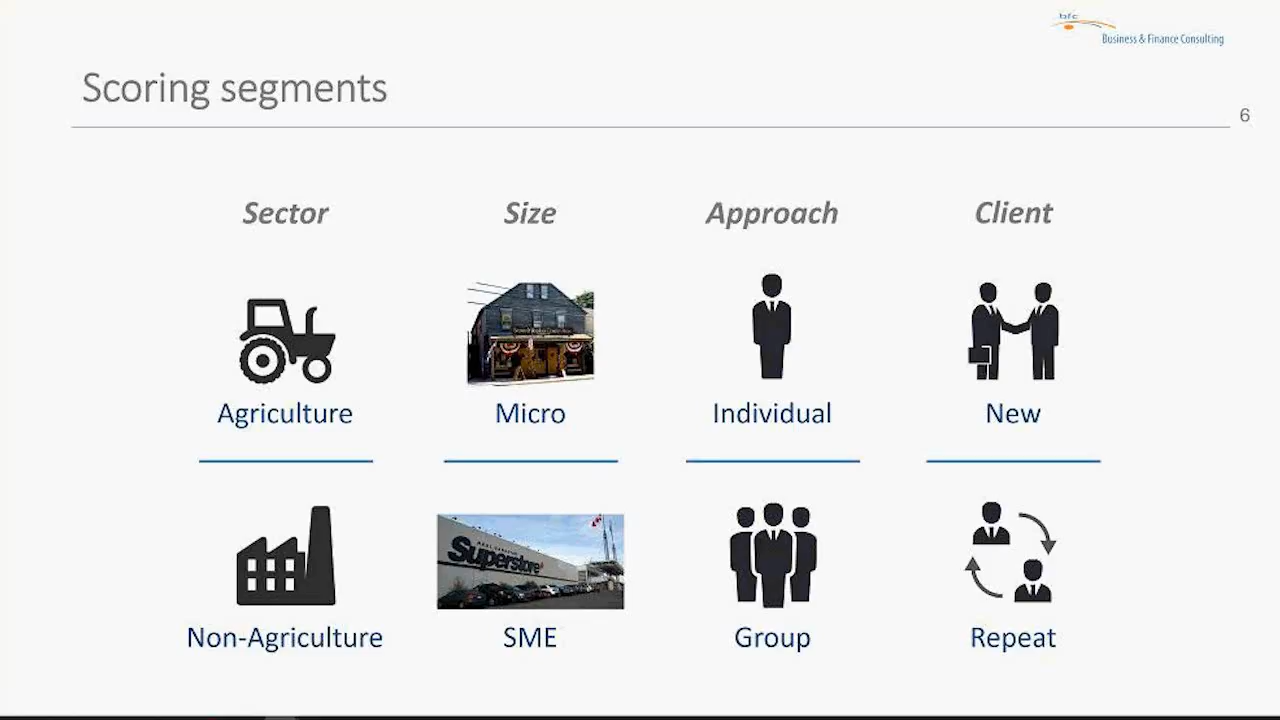 bfc
Business & Finance Consulting
Scoring segments
6
Sector
Size
Approach
Client
Agriculture
Micro
Individual
New
Superstore
Non-Agriculture
SME
Group
Repeat